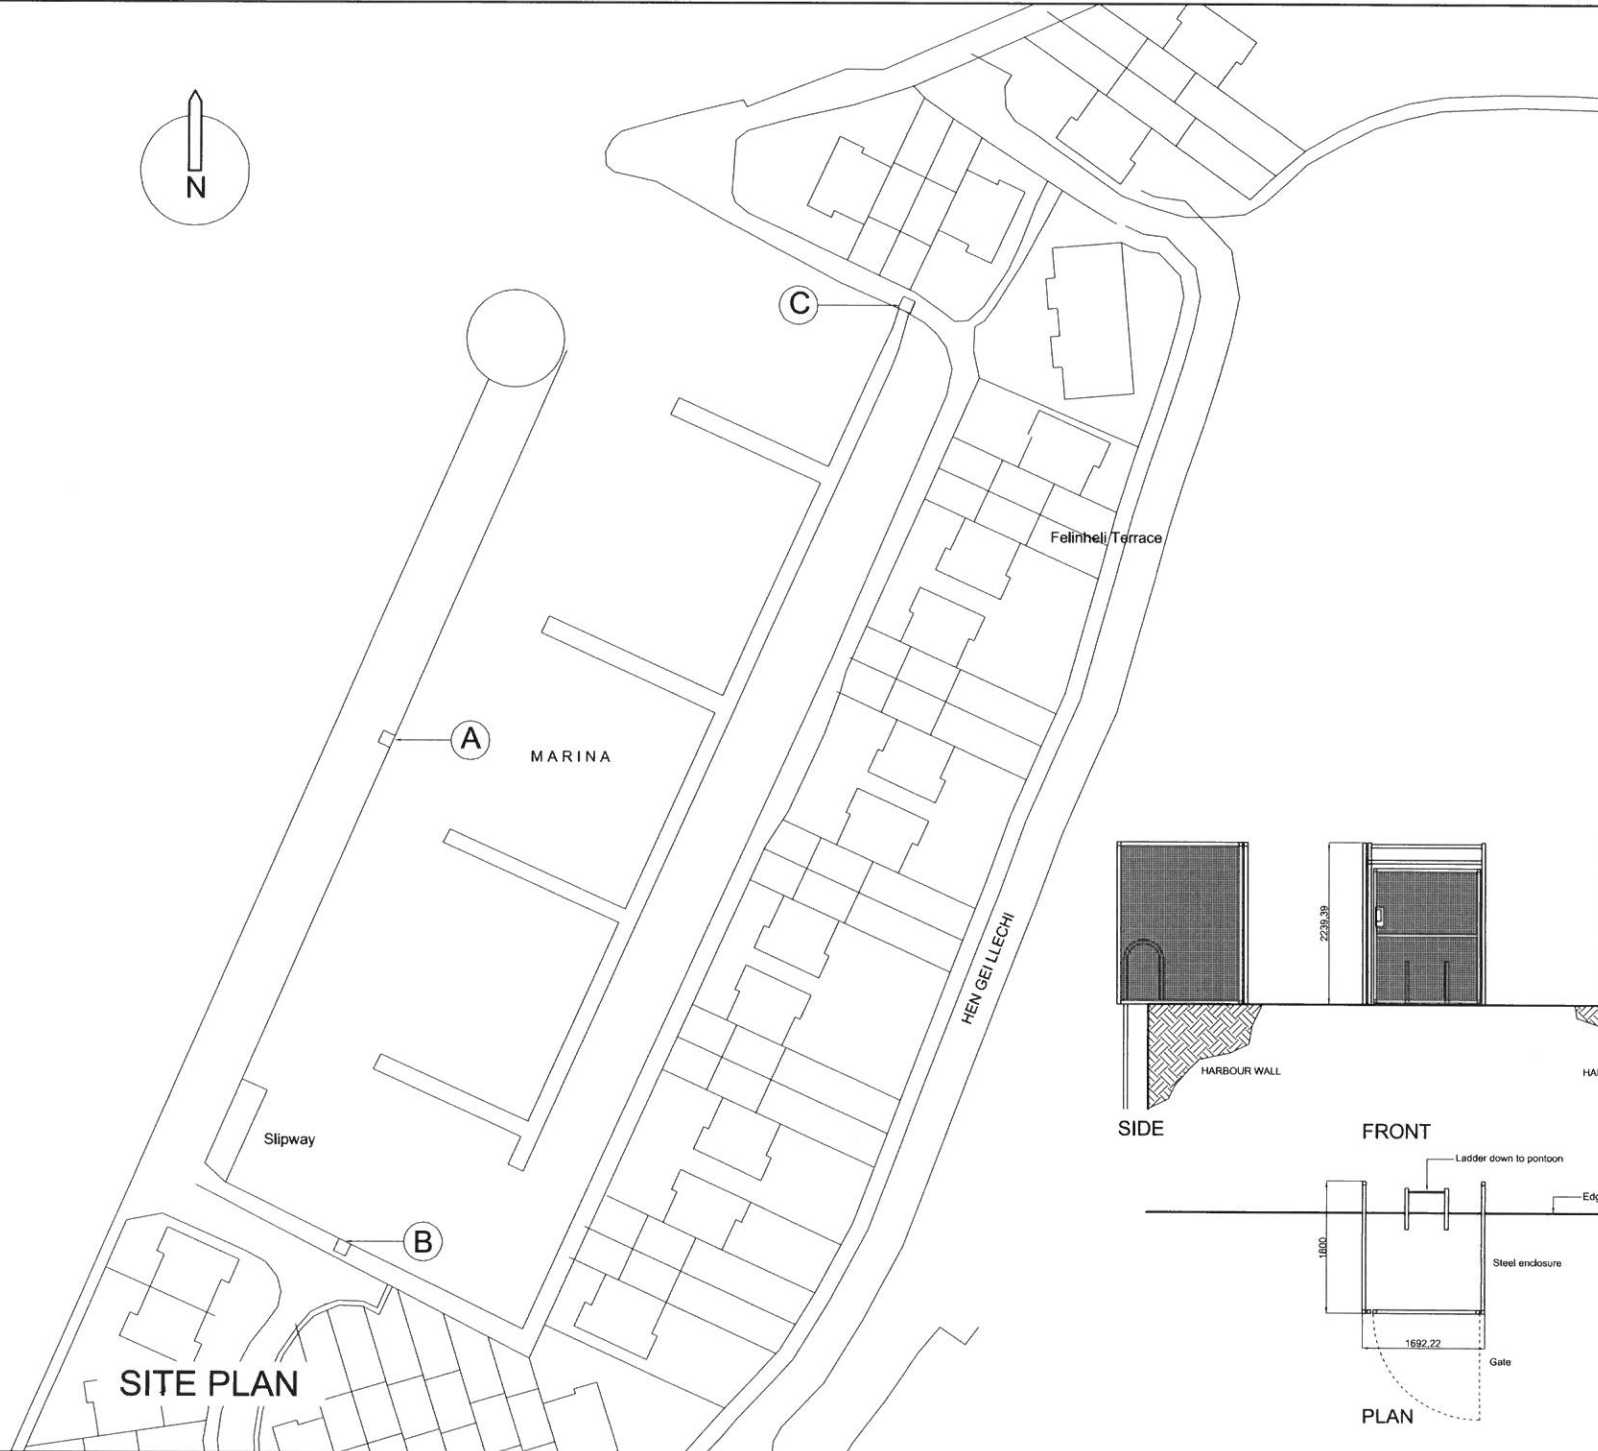 N
C
Felinheli Terrace
A
MARINA
2239,39
HEN GEI LLECHI
HARBOUR WALL
SIDE
FRONT
Slipway
Ladder down to pontoon
B
1800
Steel enclosure
1692,22
Gate
SITE PLAN
PLAN